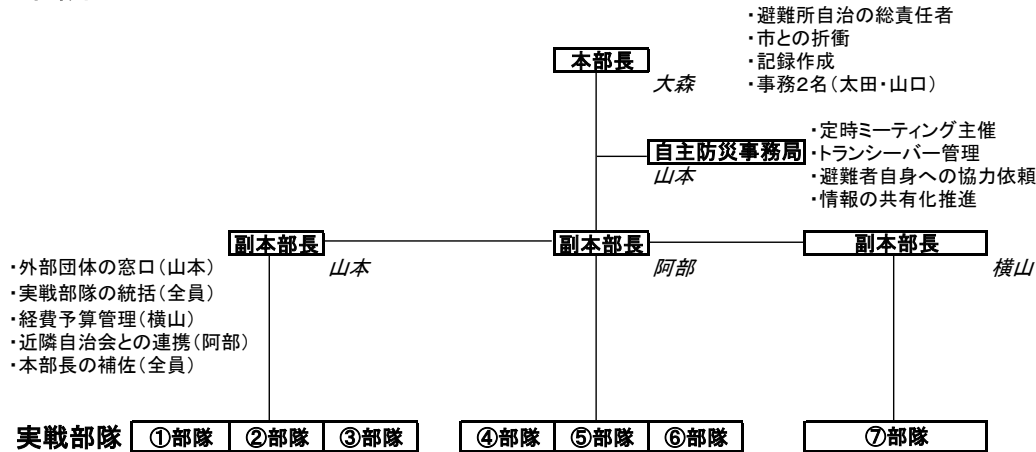 ・避難所自治の総責任者
・市との折衝
・記録作成
・事務2名(太田・山口)
本部長
大森
・定時ミーティング主催
・トランシーバー管理
・避難者自身への協力依頼
・情報の共有化推進
自主防災事務局
山本
副本部長
山本
副本部長
阿部
副本部長
横山
・外部団体の窓口(山本)
・実戦部隊の統括(全員)
・経費予算管理(横山)
・近隣自治会との連携(阿部)
・本部長の補佐(全員)
実戦部隊 ①部隊 ②部隊 ③部隊 ④部隊 ⑤部隊 ⑥部隊 ⑦部隊